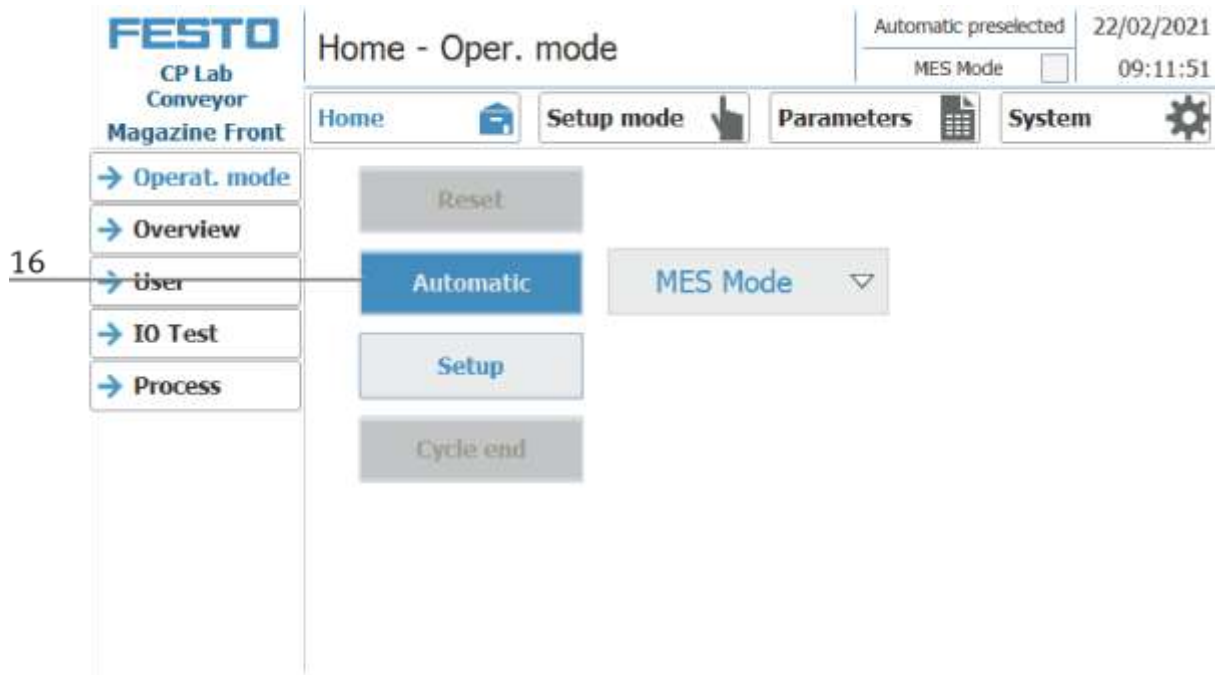 FESTO
CP Lab
Conveyor
Magazine Front
Home - Oper. mode
Automatic preselected
MES Mode
22/02/2021
09:11:51
Home
Setup mode
Parameters
System
Operat. mode
Overview
User
IO Test
Process
16
Reset
Automatic
MES Mode
Setup
Cycle end